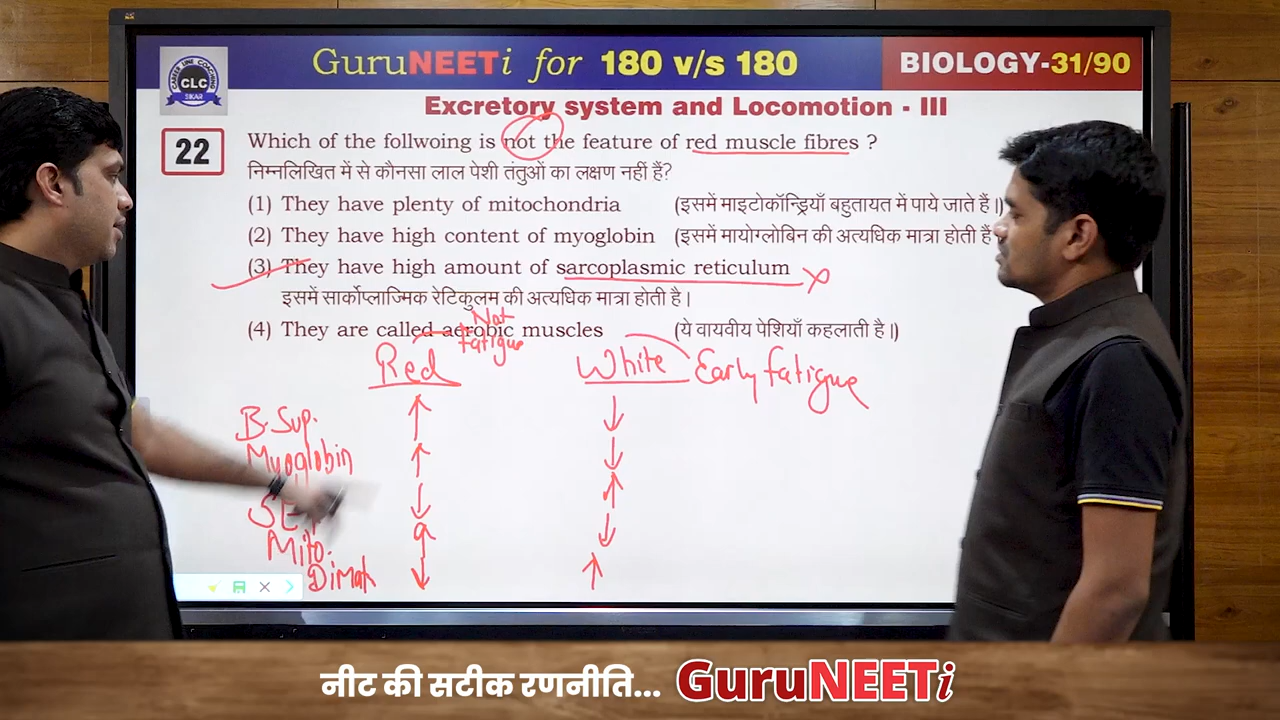 GuruNEETi for 180 v/s 180
BIOLOGY-31/90
CAREER LINE COACHING
CLC
SIKAR
Excretory system and Locomotion - III
22
Which of the follwoing is not the feature of red muscle fibres ?
निम्नलिखित में से कौनसा लाल पेशी तंतुओं का लक्षण नहीं हैं?
(1) They have plenty of mitochondria (इसमें माइटोकॉन्ड्रियाँ बहुतायत में पाये जाते हैं।)
(2) They have high content of myoglobin (इसमें मायोग्लोबिन की अत्यधिक मात्रा होती हैं
(3) They have high amount of sarcoplasmic reticulum
इसमें सार्कोप्लाज्मिक रेटिकुलम की अत्यधिक मात्रा होती है।
(4) They are called aerobic muscles (ये वायवीय पेशियाँ कहलाती है।)
Not
fatigue
Red White Early fatigue
B.Sup. ↑ ↓
Myoglobin ↑ ↓
↓ ↑
Mito. ↑ ↓
↓ ↑
नीट की सटीक रणनीति... GuruNEETi